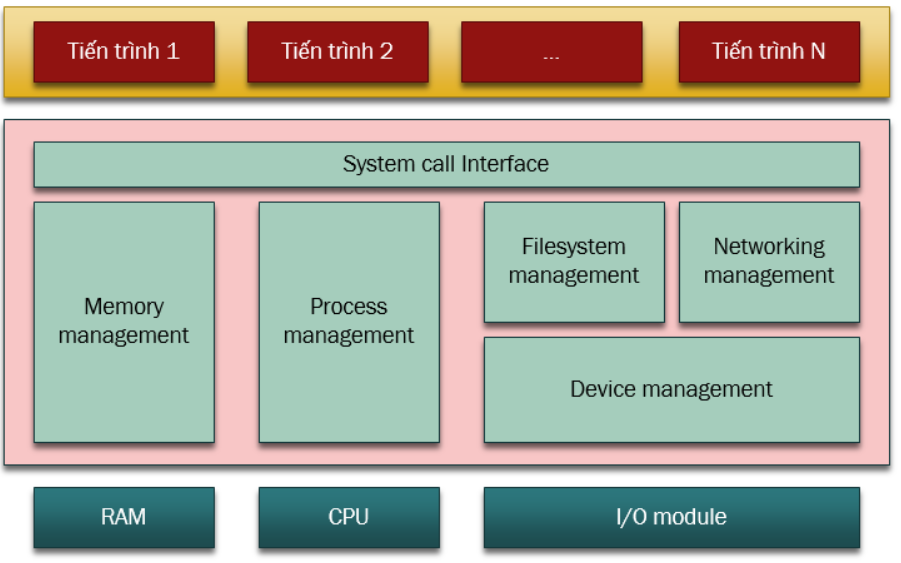 Tiến trình 1
Tiến trình 2
...
Tiến trình N
System call Interface
Memory
management
Process
management
Filesystem
management
Networking
management
Device management
RAM
CPU
I/O module